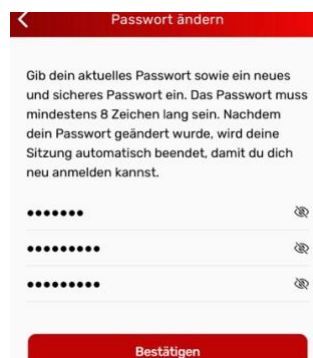 Passwort ändern
Gib dein aktuelles Passwort sowie ein neues
und sicheres Passwort ein. Das Passwort muss
mindestens 8 Zeichen lang sein. Nachdem
dein Passwort geändert wurde, wird deine
Sitzung automatisch beendet, damit du dich
neu anmelden kannst.
•••••••
•••••••••
•••••••••
Bestätigen